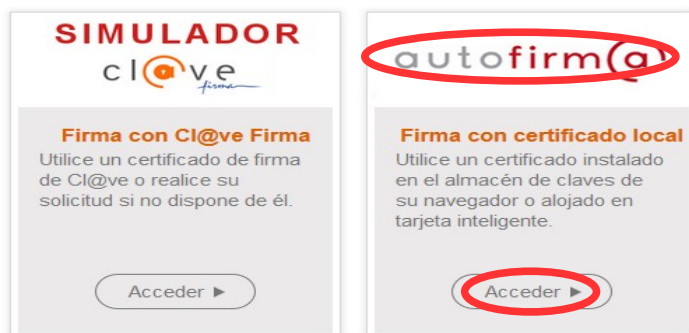 SIMULADOR
cl@ve
firma
Firma con Cl@ve Firma
Utilice un certificado de firma
de Cl@ve o realice su
solicitud si no dispone de él.
Acceder ►
autofirm@
Firma con certificado local
Utilice un certificado instalado
en el almacén de claves de
su navegador o alojado en
tarjeta inteligente.
Acceder ►